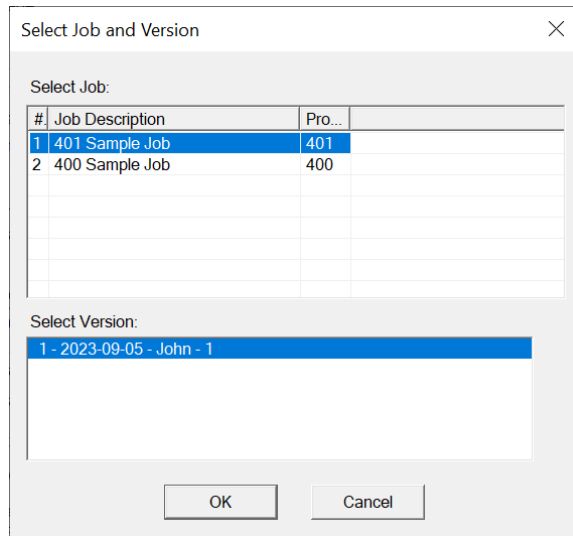 Select Job and Version
Select Job:
#. Job Description Pro...
1 401 Sample Job 401
2 400 Sample Job 400
Select Version:
1 - 2023-09-05 - John - 1
OK Cancel